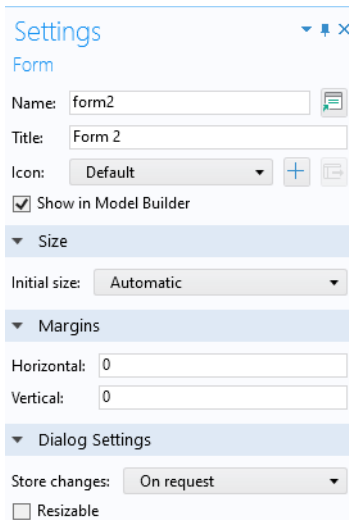 Settings
Form
Name: form2
Title: Form 2
Icon: Default
Show in Model Builder
Size
Initial size: Automatic
Margins
Horizontal: 0
Vertical: 0
Dialog Settings
Store changes: On request
Resizable